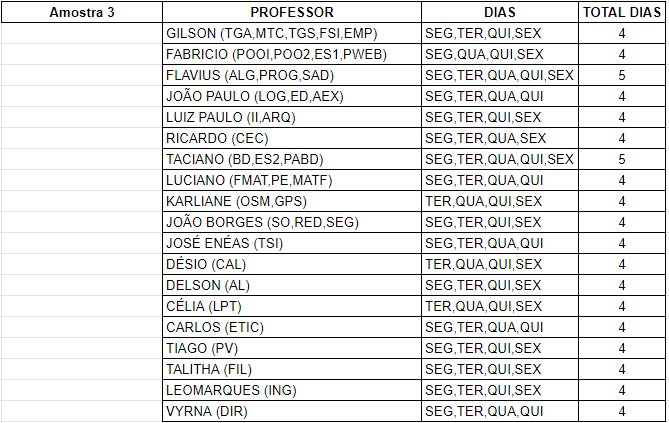 Amostra 3 PROFESSOR DIAS TOTAL DIAS
GILSON (TGA,MTC,TGS,FSI,EMP) SEG,TER,QUI,SEX 4
FABRICIO (POOI,POO2,ES1,PWEB) SEG,QUA,QUI,SEX 4
FLAVIUS (ALG,PROG,SAD) SEG,TER,QUA,QUI,SEX 5
JOÃO PAULO (LOG,ED,AEX) SEG,TER,QUA,QUI 4
LUIZ PAULO (II,ARQ) SEG,TER,QUI,SEX 4
RICARDO (CEC) SEG,TER,QUA,SEX 4
TACIANO (BD,ES2,PABD) SEG,TER,QUA,QUI,SEX 5
LUCIANO (FMAT,PE,MATF) SEG,TER,QUA,QUI 4
KARLIANE (OSM,GPS) TER,QUA,QUI,SEX 4
JOÃO BORGES (SO,RED,SEG) SEG,TER,QUI,SEX 4
JOSÉ ENÉAS (TSI) SEG,TER,QUA,QUI 4
DÉSIO (CAL) TER,QUA,QUI,SEX 4
DELSON (AL) SEG,TER,QUI,SEX 4
CÉLIA (LPT) TER,QUA,QUI,SEX 4
CARLOS (ETIC) SEG,TER,QUA,QUI 4
TIAGO (PV) SEG,TER,QUI,SEX 4
TALITHA (FIL) SEG,TER,QUI,SEX 4
LEOMARQUES (ING) SEG,TER,QUI,SEX 4
VYRNA (DIR) SEG,TER,QUA,QUI 4